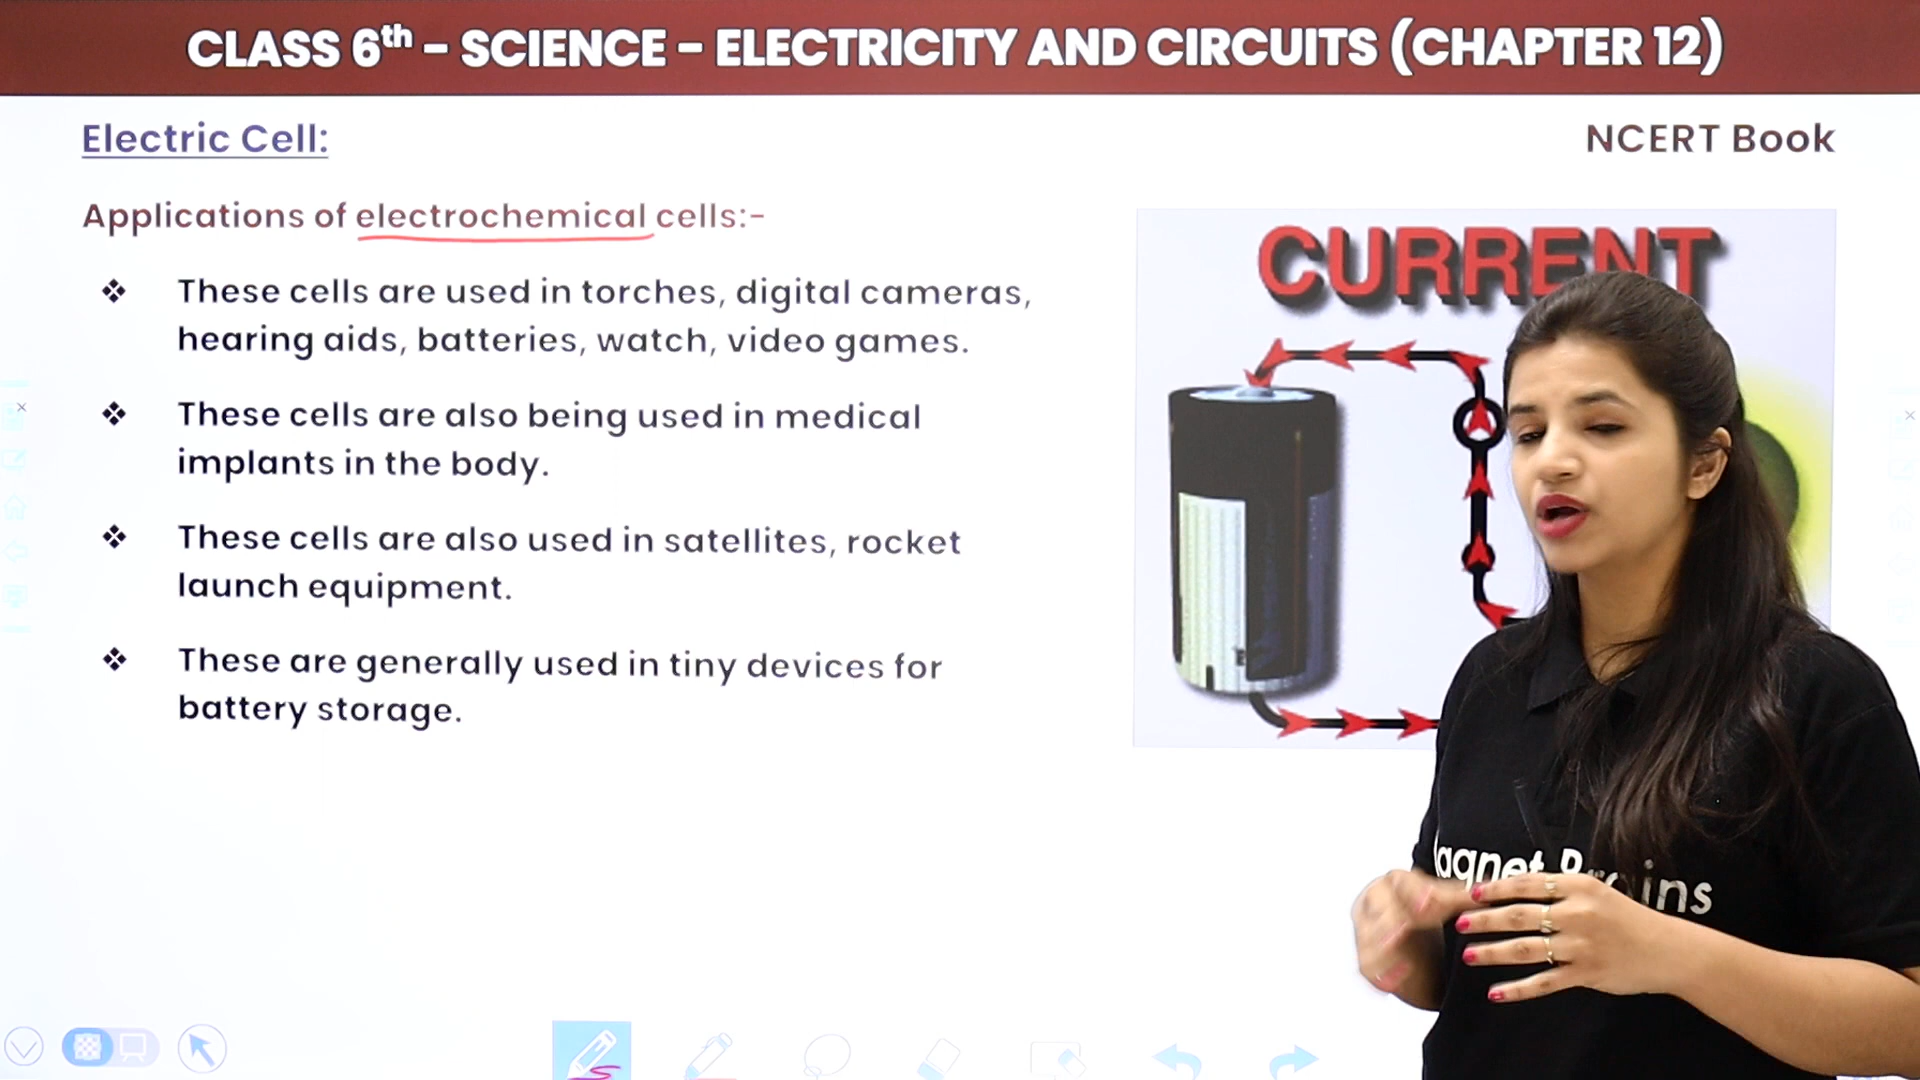 CLASS 6th – SCIENCE – ELECTRICITY AND CIRCUITS (CHAPTER 12)
Electric Cell:
NCERT Book
Applications of electrochemical cells:-
❖ These cells are used in torches, digital cameras,
hearing aids, batteries, watch, video games.
❖ These cells are also being used in medical
implants in the body.
❖ These cells are also used in satellites, rocket
launch equipment.
❖ These are generally used in tiny devices for
battery storage.
CURRENT